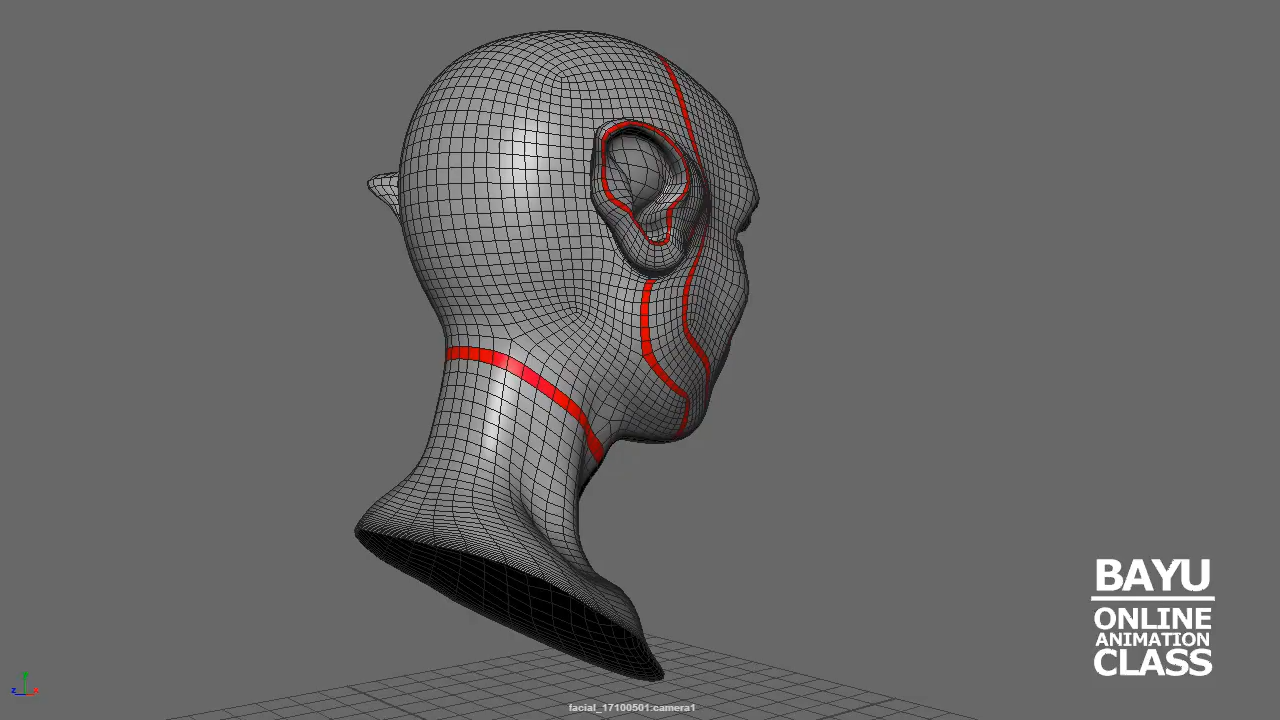 BAYU
ONLINE
ANIMATION
CLASS
facial_17100501:camera1